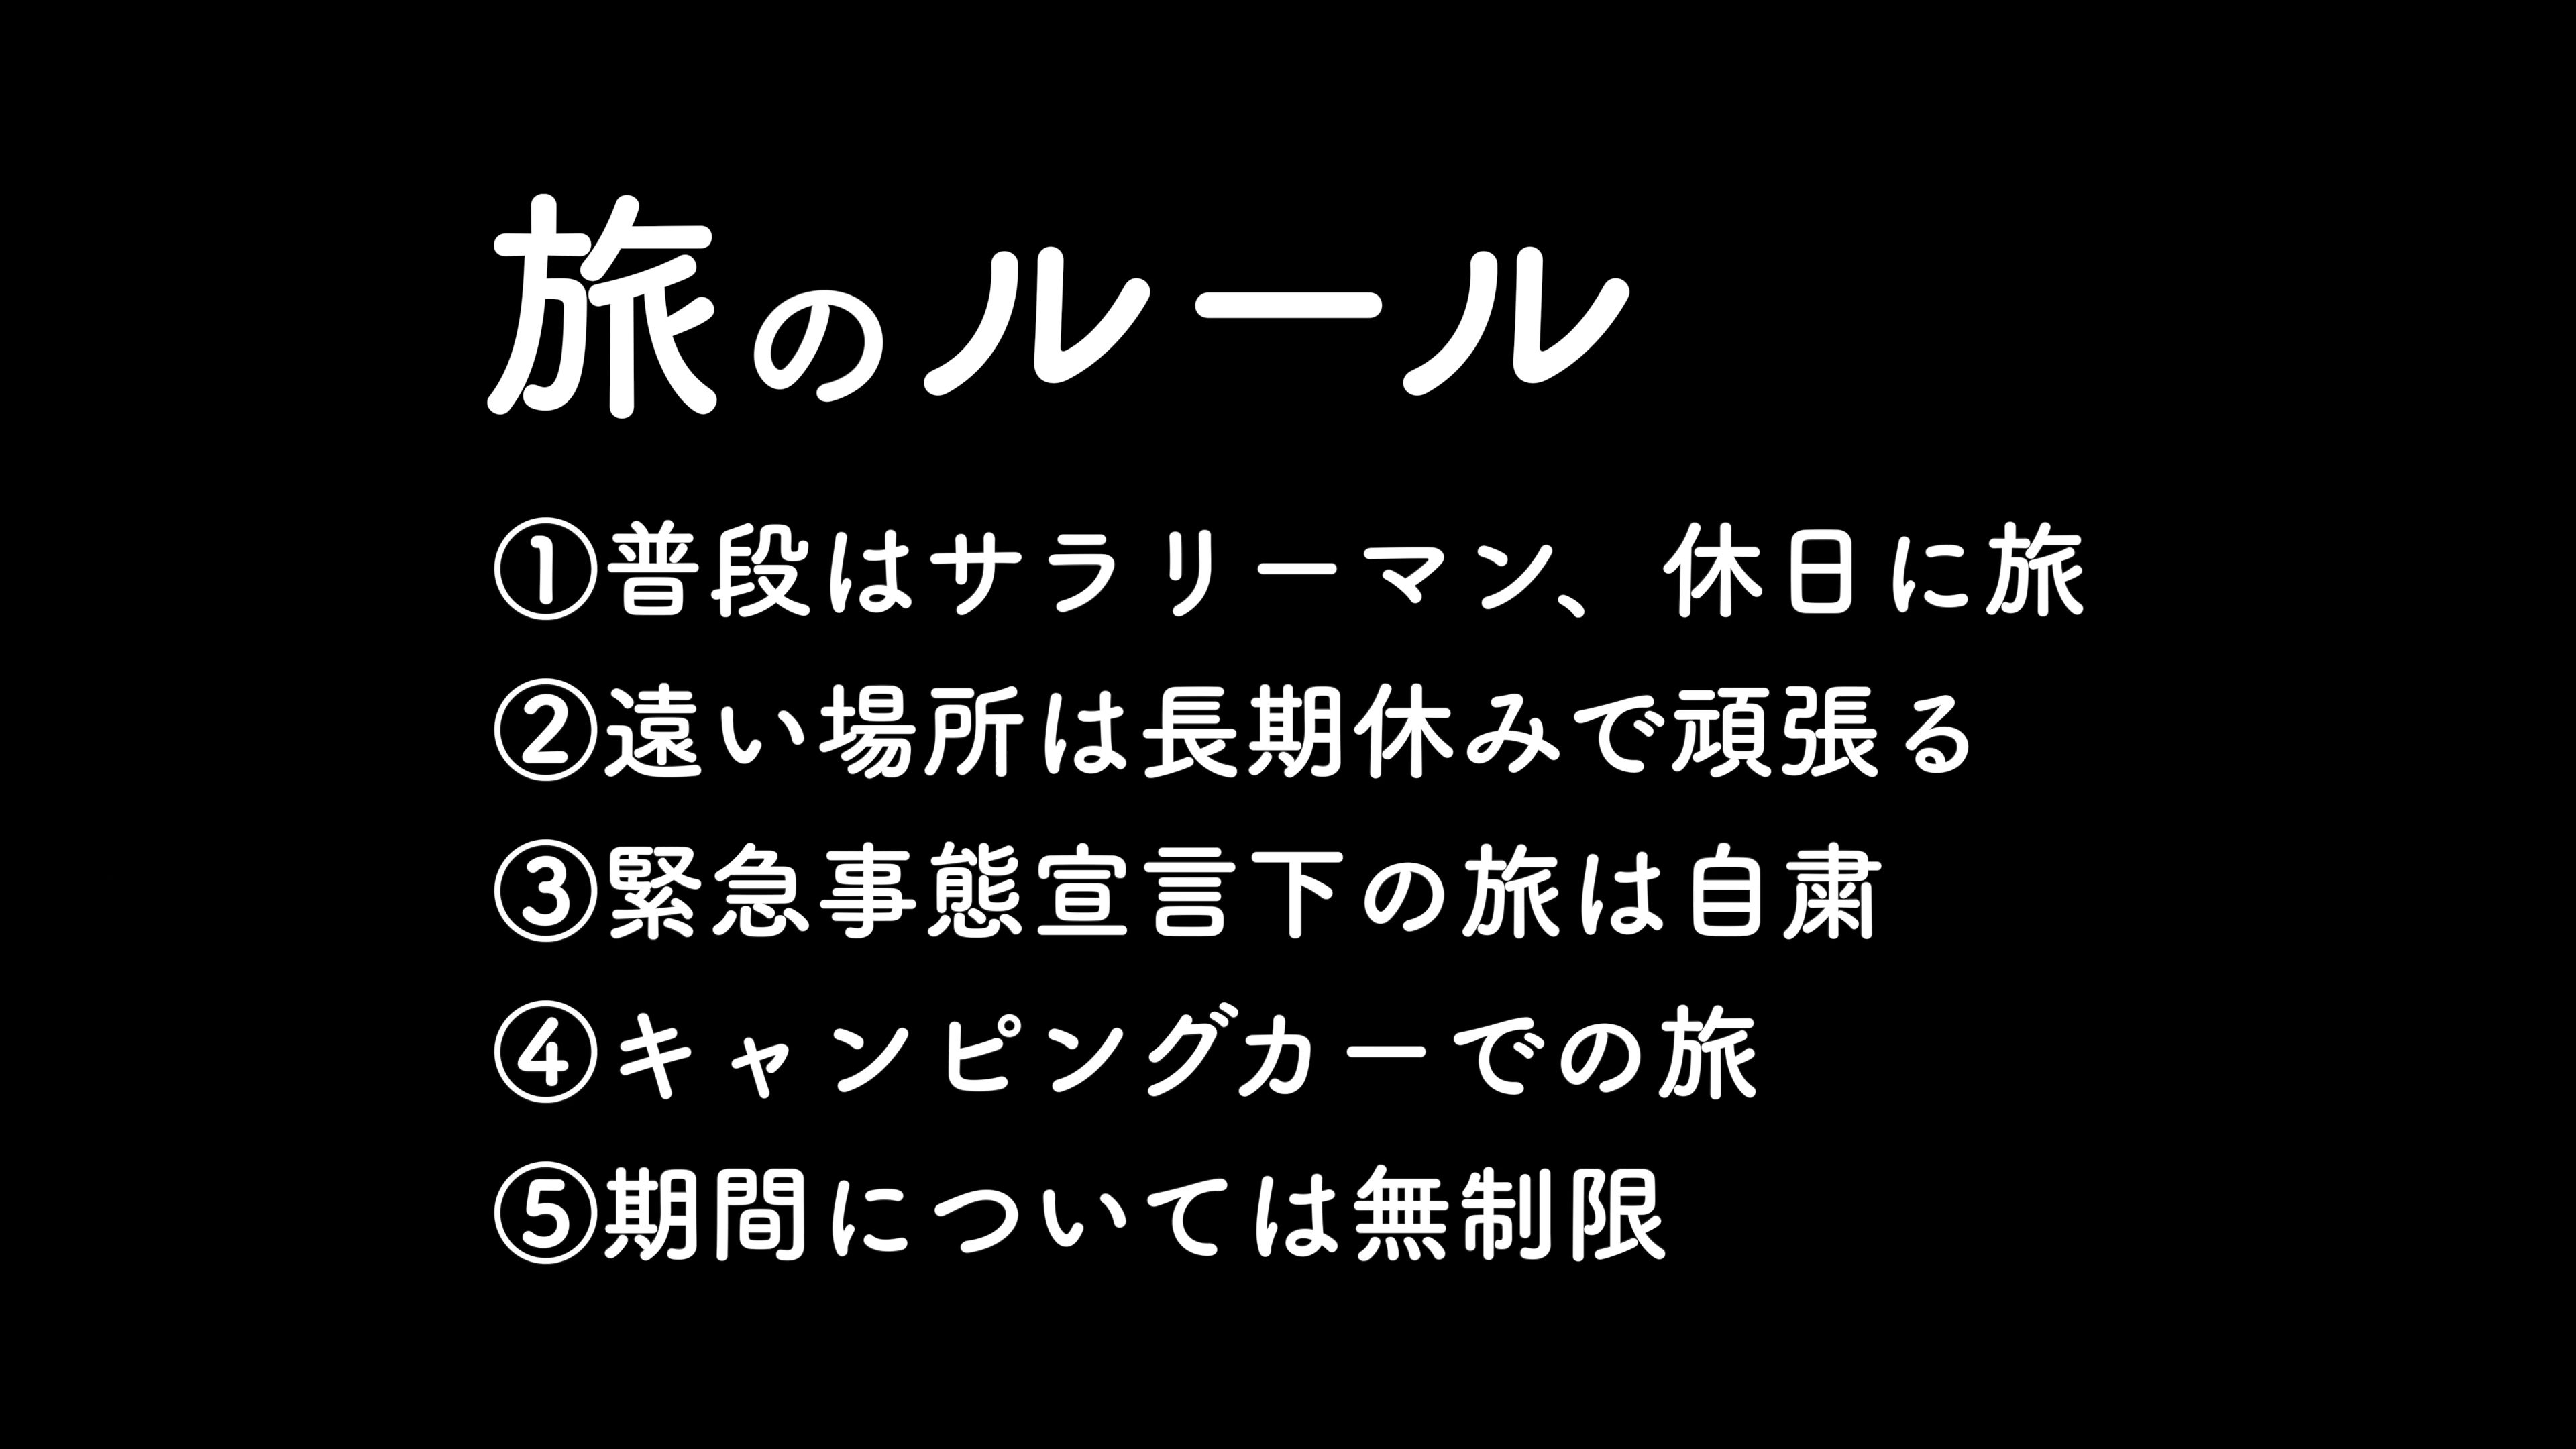 旅のルール
①普段はサラリーマン、休日に旅
②遠い場所は長期休みで頑張る
③緊急事態宣言下の旅は自粛
④キャンピングカーでの旅
⑤期間については無制限